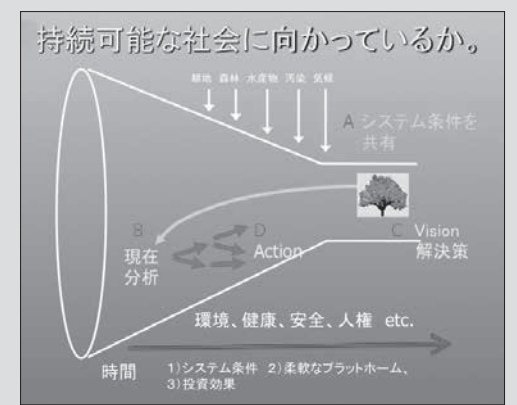 持続可能な社会に向かっているか。
耕地 森林 水産物 汚染 気候
A システム条件を
共有
B
現在
分析
D
Action
C Vision
解決策
環境、健康、安全、人権 etc.
時間
1)システム条件 2)柔軟なプラットホーム、
3)投資効果